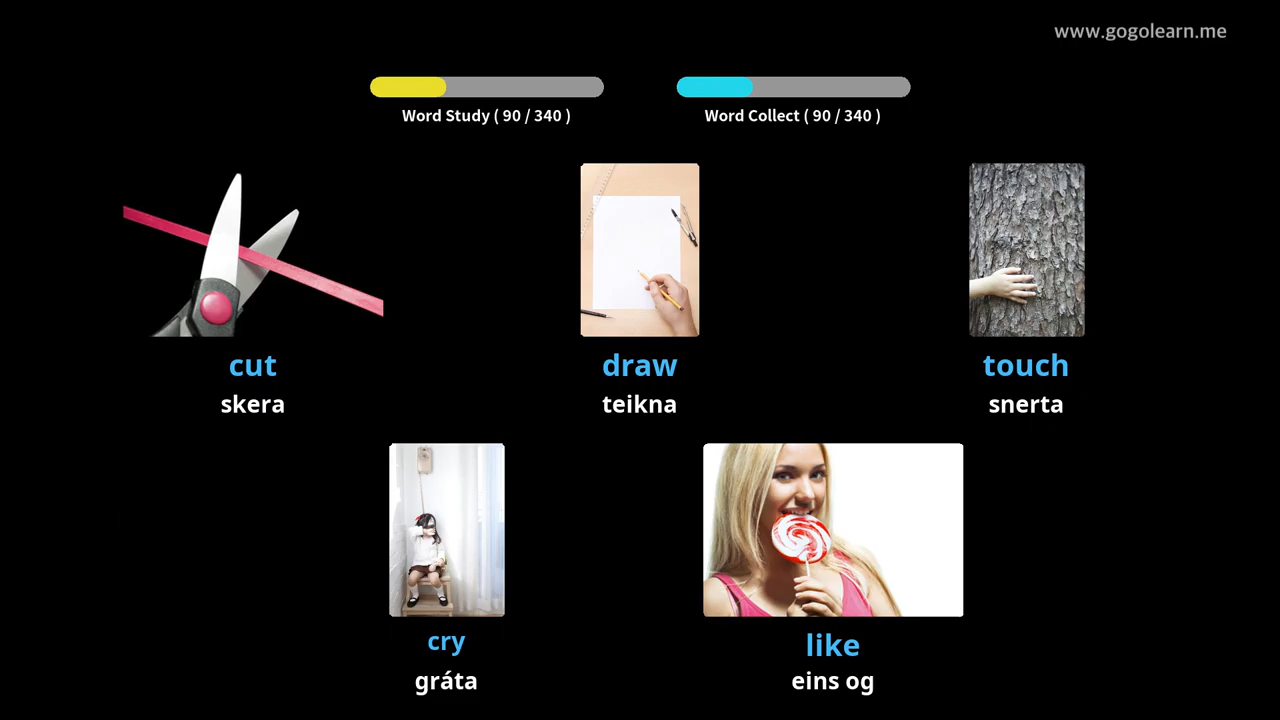 www.gogolearn.me
Word Study ( 90 / 340 )
Word Collect ( 90 / 340 )
cut
skera
draw
teikna
touch
snerta
cry
gráta
like
eins og